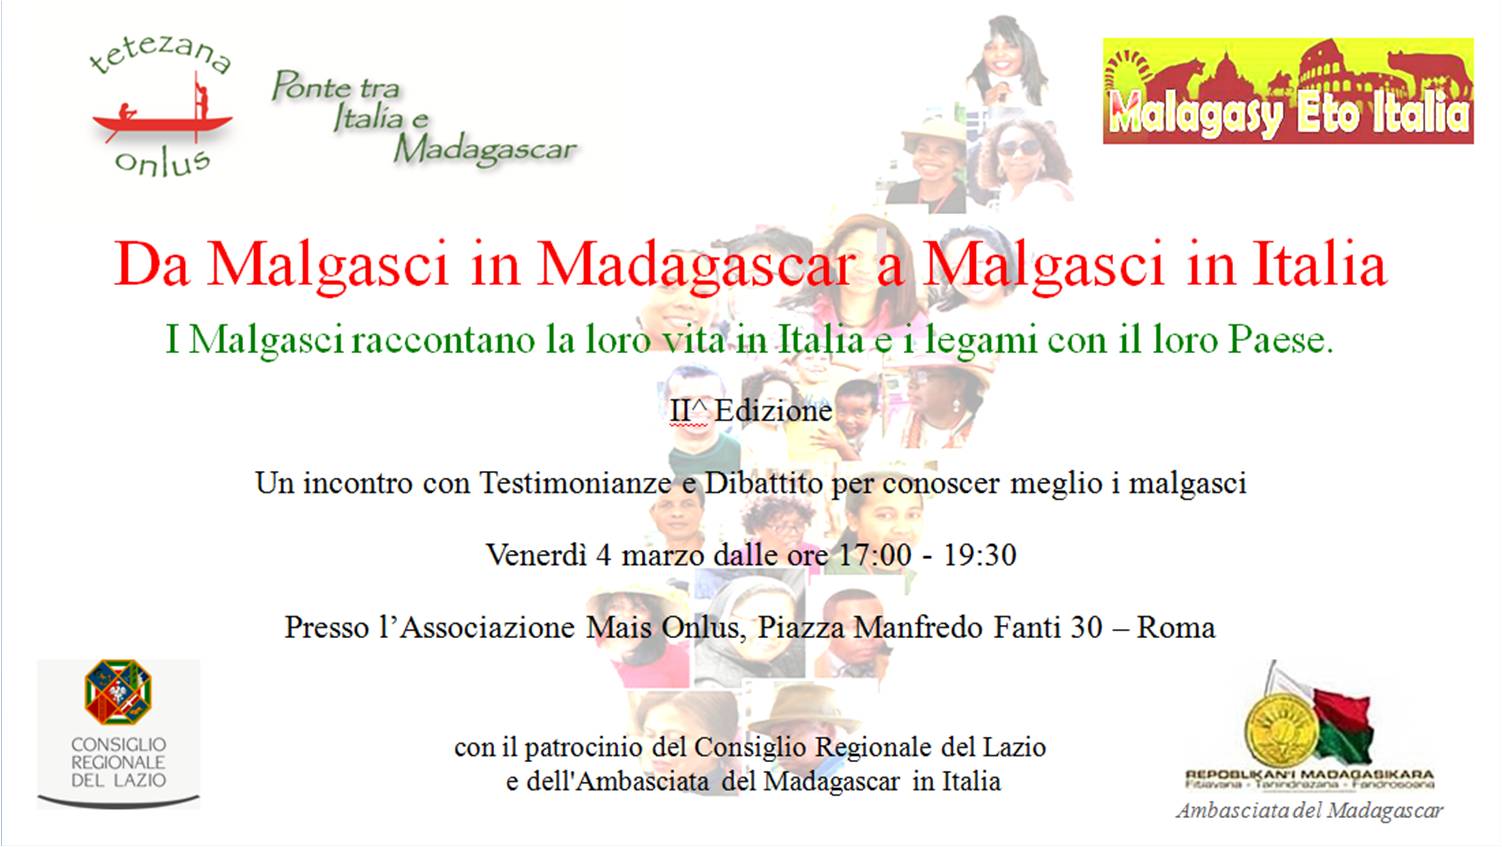 tetezana
onlus
Ponte tra
Italia e
Madagascar
Malagasy Eto Italia
Da Malgasci in Madagascar a Malgasci in Italia
I Malgasci raccontano la loro vita in Italia e i legami con il loro Paese.
II^ Edizione
Un incontro con Testimonianze e Dibattito per conoscer meglio i malgasci
Venerdì 4 marzo dalle ore 17:00 - 19:30
Presso l’Associazione Mais Onlus, Piazza Manfredo Fanti 30 – Roma
CONSIGLIO
REGIONALE
DEL LAZIO
con il patrocinio del Consiglio Regionale del Lazio
e dell'Ambasciata del Madagascar in Italia
REPOBLIKAN'I MADAGASIKARA
Fitiavana - Tanindrazana - Fandrosoana
Ambasciata del Madagascar